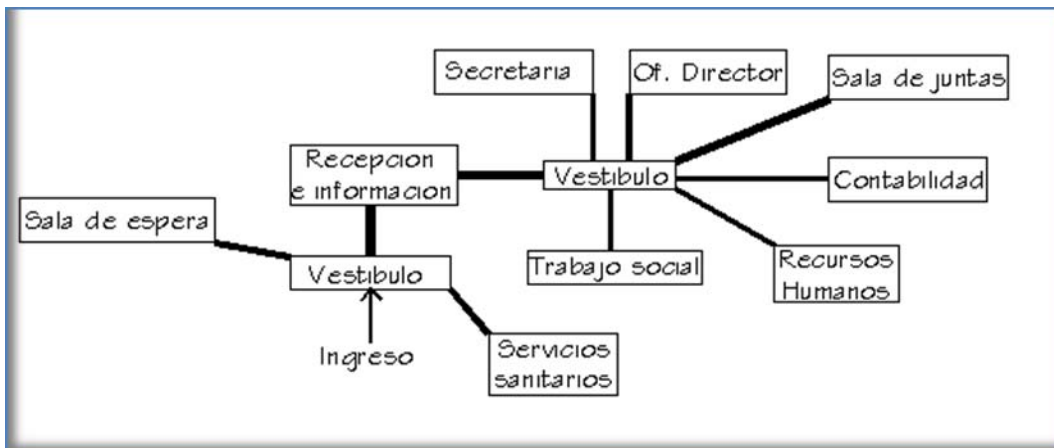 Secretaria
Of. Director
Sala de juntas
Recepcion
e informacion
Vestibulo
Contabilidad
Sala de espera
Vestibulo
Trabajo social
Recursos
Humanos
Ingreso
Servicios
sanitarios